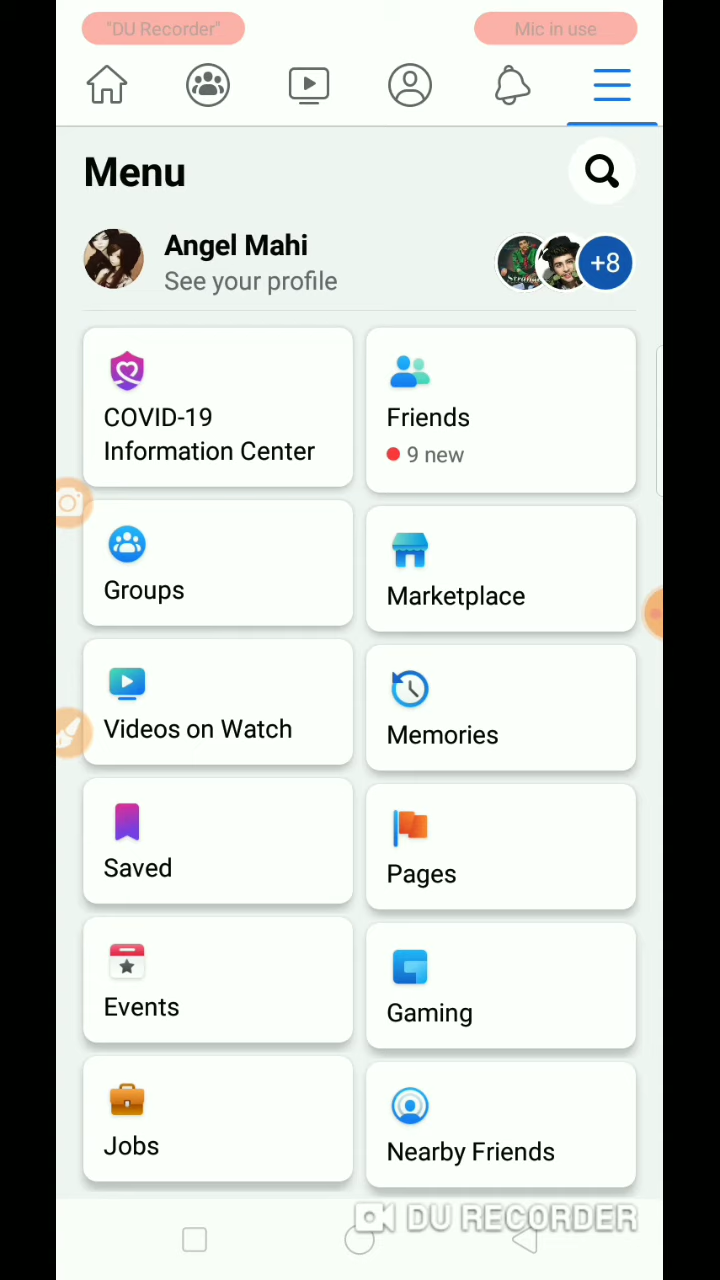 "DU Recorder"
Mic in use
Menu
Angel Mahi
See your profile
+8
COVID-19
Information Center
Friends
9 new
Groups
Marketplace
Videos on Watch
Memories
Saved
Pages
Events
Gaming
Jobs
Nearby Friends
DU RECORDER